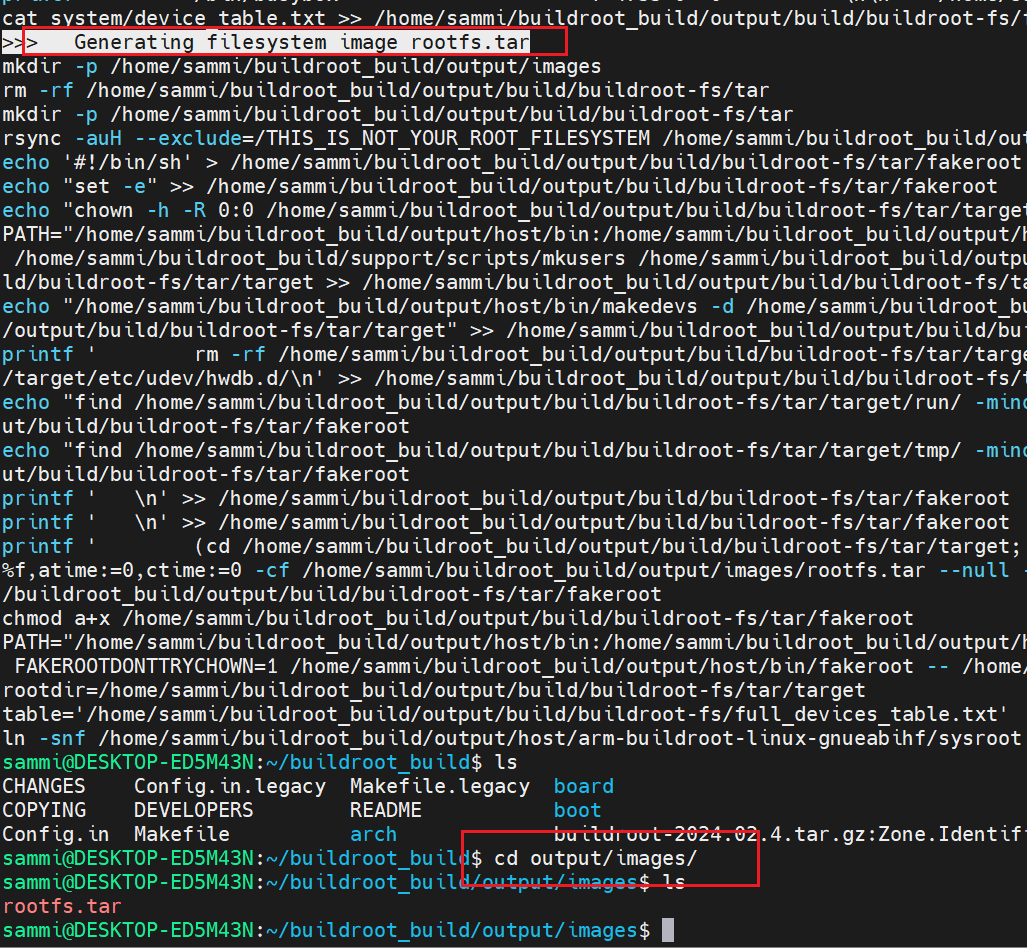 cat system/device_table.txt >> /home/sammi/buildroot_build/output/build/buildroot-fs/
>>>   Generating filesystem image rootfs.tar
mkdir -p /home/sammi/buildroot_build/output/images
rm -rf /home/sammi/buildroot_build/output/build/buildroot-fs/tar
mkdir -p /home/sammi/buildroot_build/output/build/buildroot-fs/tar
rsync -auH --exclude=/THIS_IS_NOT_YOUR_ROOT_FILESYSTEM /home/sammi/buildroot_build/out
echo '#!/bin/sh' > /home/sammi/buildroot_build/output/build/buildroot-fs/tar/fakeroot
echo "set -e" >> /home/sammi/buildroot_build/output/build/buildroot-fs/tar/fakeroot
echo "chown -h -R 0:0 /home/sammi/buildroot_build/output/build/buildroot-fs/tar/target
PATH="/home/sammi/buildroot_build/output/host/bin:/home/sammi/buildroot_build/output/h
 /home/sammi/buildroot_build/support/scripts/mkusers /home/sammi/buildroot_build/outpu
ld/buildroot-fs/tar/target >> /home/sammi/buildroot_build/output/build/buildroot-fs/ta
echo "/home/sammi/buildroot_build/output/host/bin/makedevs -d /home/sammi/buildroot_bu
/output/build/buildroot-fs/tar/target" >> /home/sammi/buildroot_build/output/build/bui
printf '        rm -rf /home/sammi/buildroot_build/output/build/buildroot-fs/tar/targe
/target/etc/udev/hwdb.d/\n' >> /home/sammi/buildroot_build/output/build/buildroot-fs/t
echo "find /home/sammi/buildroot_build/output/build/buildroot-fs/tar/target/run/ -mind
ut/build/buildroot-fs/tar/fakeroot
echo "find /home/sammi/buildroot_build/output/build/buildroot-fs/tar/target/tmp/ -mind
ut/build/buildroot-fs/tar/fakeroot
printf '   \n' >> /home/sammi/buildroot_build/output/build/buildroot-fs/tar/fakeroot
printf '   \n' >> /home/sammi/buildroot_build/output/build/buildroot-fs/tar/fakeroot
printf '        (cd /home/sammi/buildroot_build/output/build/buildroot-fs/tar/target;
%f,atime:=0,ctime:=0 -cf /home/sammi/buildroot_build/output/images/rootfs.tar --null -
/buildroot_build/output/build/buildroot-fs/tar/fakeroot
chmod a+x /home/sammi/buildroot_build/output/build/buildroot-fs/tar/fakeroot
PATH="/home/sammi/buildroot_build/output/host/bin:/home/sammi/buildroot_build/output/h
 FAKEROOTDONTTRYCHOWN=1 /home/sammi/buildroot_build/output/host/bin/fakeroot -- /home/
rootdir=/home/sammi/buildroot_build/output/build/buildroot-fs/tar/target
table='/home/sammi/buildroot_build/output/build/buildroot-fs/full_devices_table.txt'
ln -snf /home/sammi/buildroot_build/output/host/arm-buildroot-linux-gnueabihf/sysroot
sammi@DESKTOP-ED5M43N:~/buildroot_build$ ls
CHANGES    Config.in.legacy  Makefile.legacy  board
COPYING    DEVELOPERS        README           boot
Config.in  Makefile          arch             buildroot-2024.02.4.tar.gz:Zone.Identifi
sammi@DESKTOP-ED5M43N:~/buildroot_build$ cd output/images/
sammi@DESKTOP-ED5M43N:~/buildroot_build/output/images$ ls
rootfs.tar
sammi@DESKTOP-ED5M43N:~/buildroot_build/output/images$